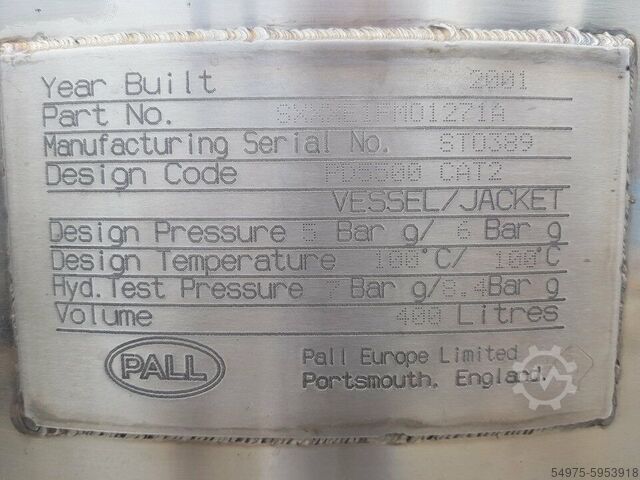 Year Built 2001
Part No.
Manufacturing Serial No. ST0389
Design Code PD5500 CAT2
VESSEL/JACKET
Design Pressure 5 Bar g/ 6 Bar g
Design Temperature 100°C/ 100°C
Hyd.Test Pressure 7 Bar g/8.4Bar g
Volume 400 Litres
PALL
Pall Europe Limited
Portsmouth, England.
54975-5953918